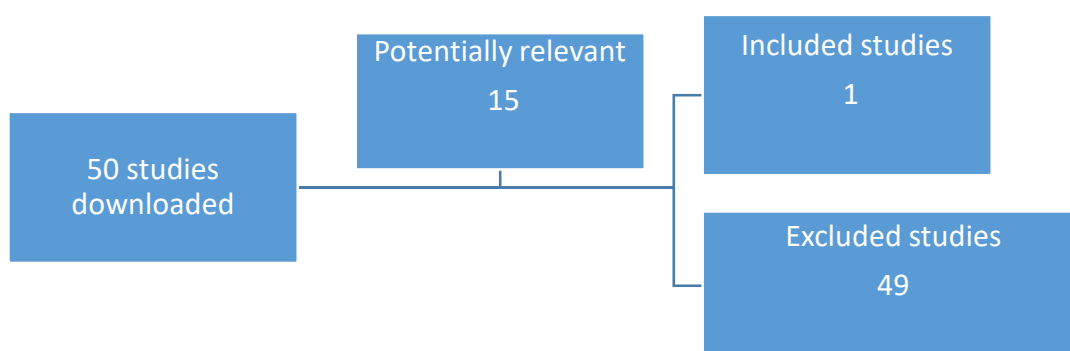 50 studies
downloaded
Potentially relevant
15
Included studies
1
Excluded studies
49